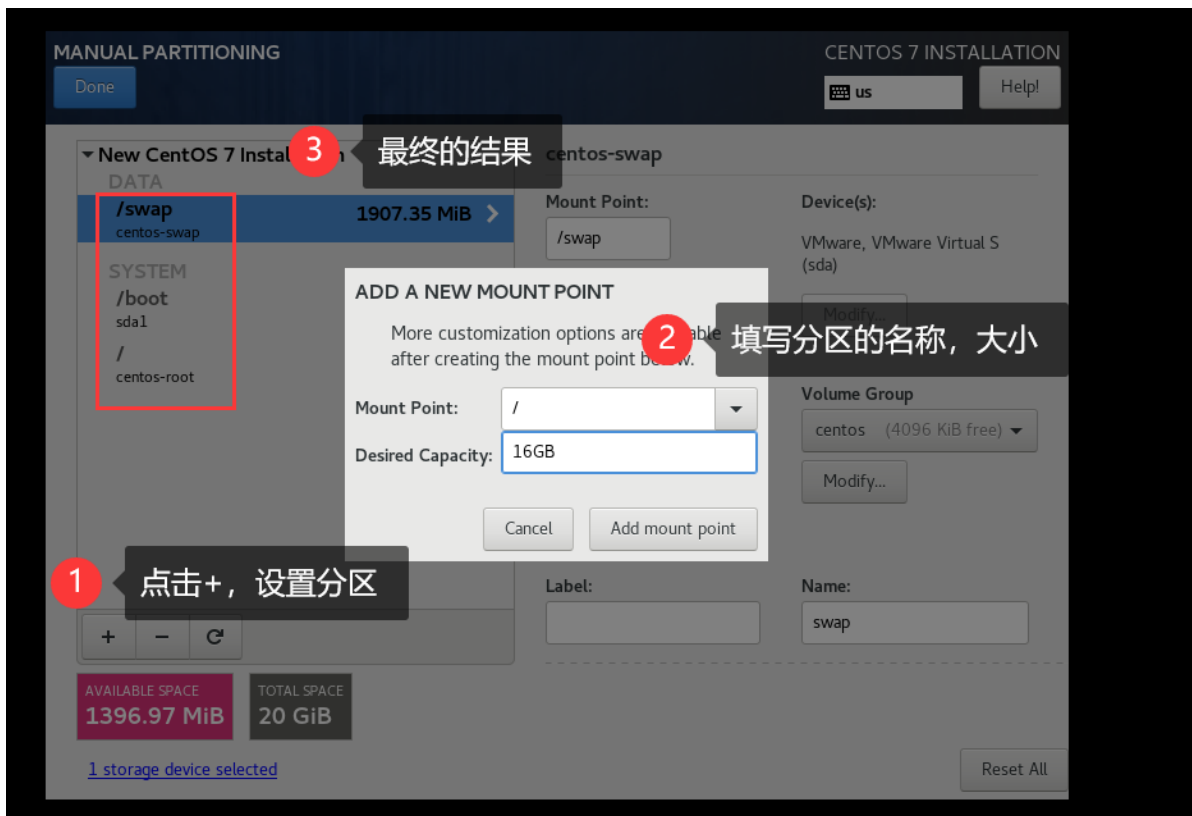 MANUAL PARTITIONING
CENTOS 7 INSTALLATION
Done
us
Help!
New CentOS 7 Instal
3
最终的结果
centos-swap
DATA
/swap
1907.35 MiB
centos-swap
Mount Point:
/swap
Device(s):
VMware, VMware Virtual S
(sda)
Modify...
SYSTEM
/boot
sda1
/
centos-root
ADD A NEW MOUNT POINT
More customization options are
after creating the mount point below.
2
填写分区的名称，大小
Mount Point:
/
Desired Capacity:
16GB
Cancel
Add mount point
Volume Group
centos (4096 KiB free)
Modify...
1
点击+，设置分区
Label:
Name:
swap
+ −
AVAILABLE SPACE
1396.97 MiB
TOTAL SPACE
20 GiB
1 storage device selected
Reset All